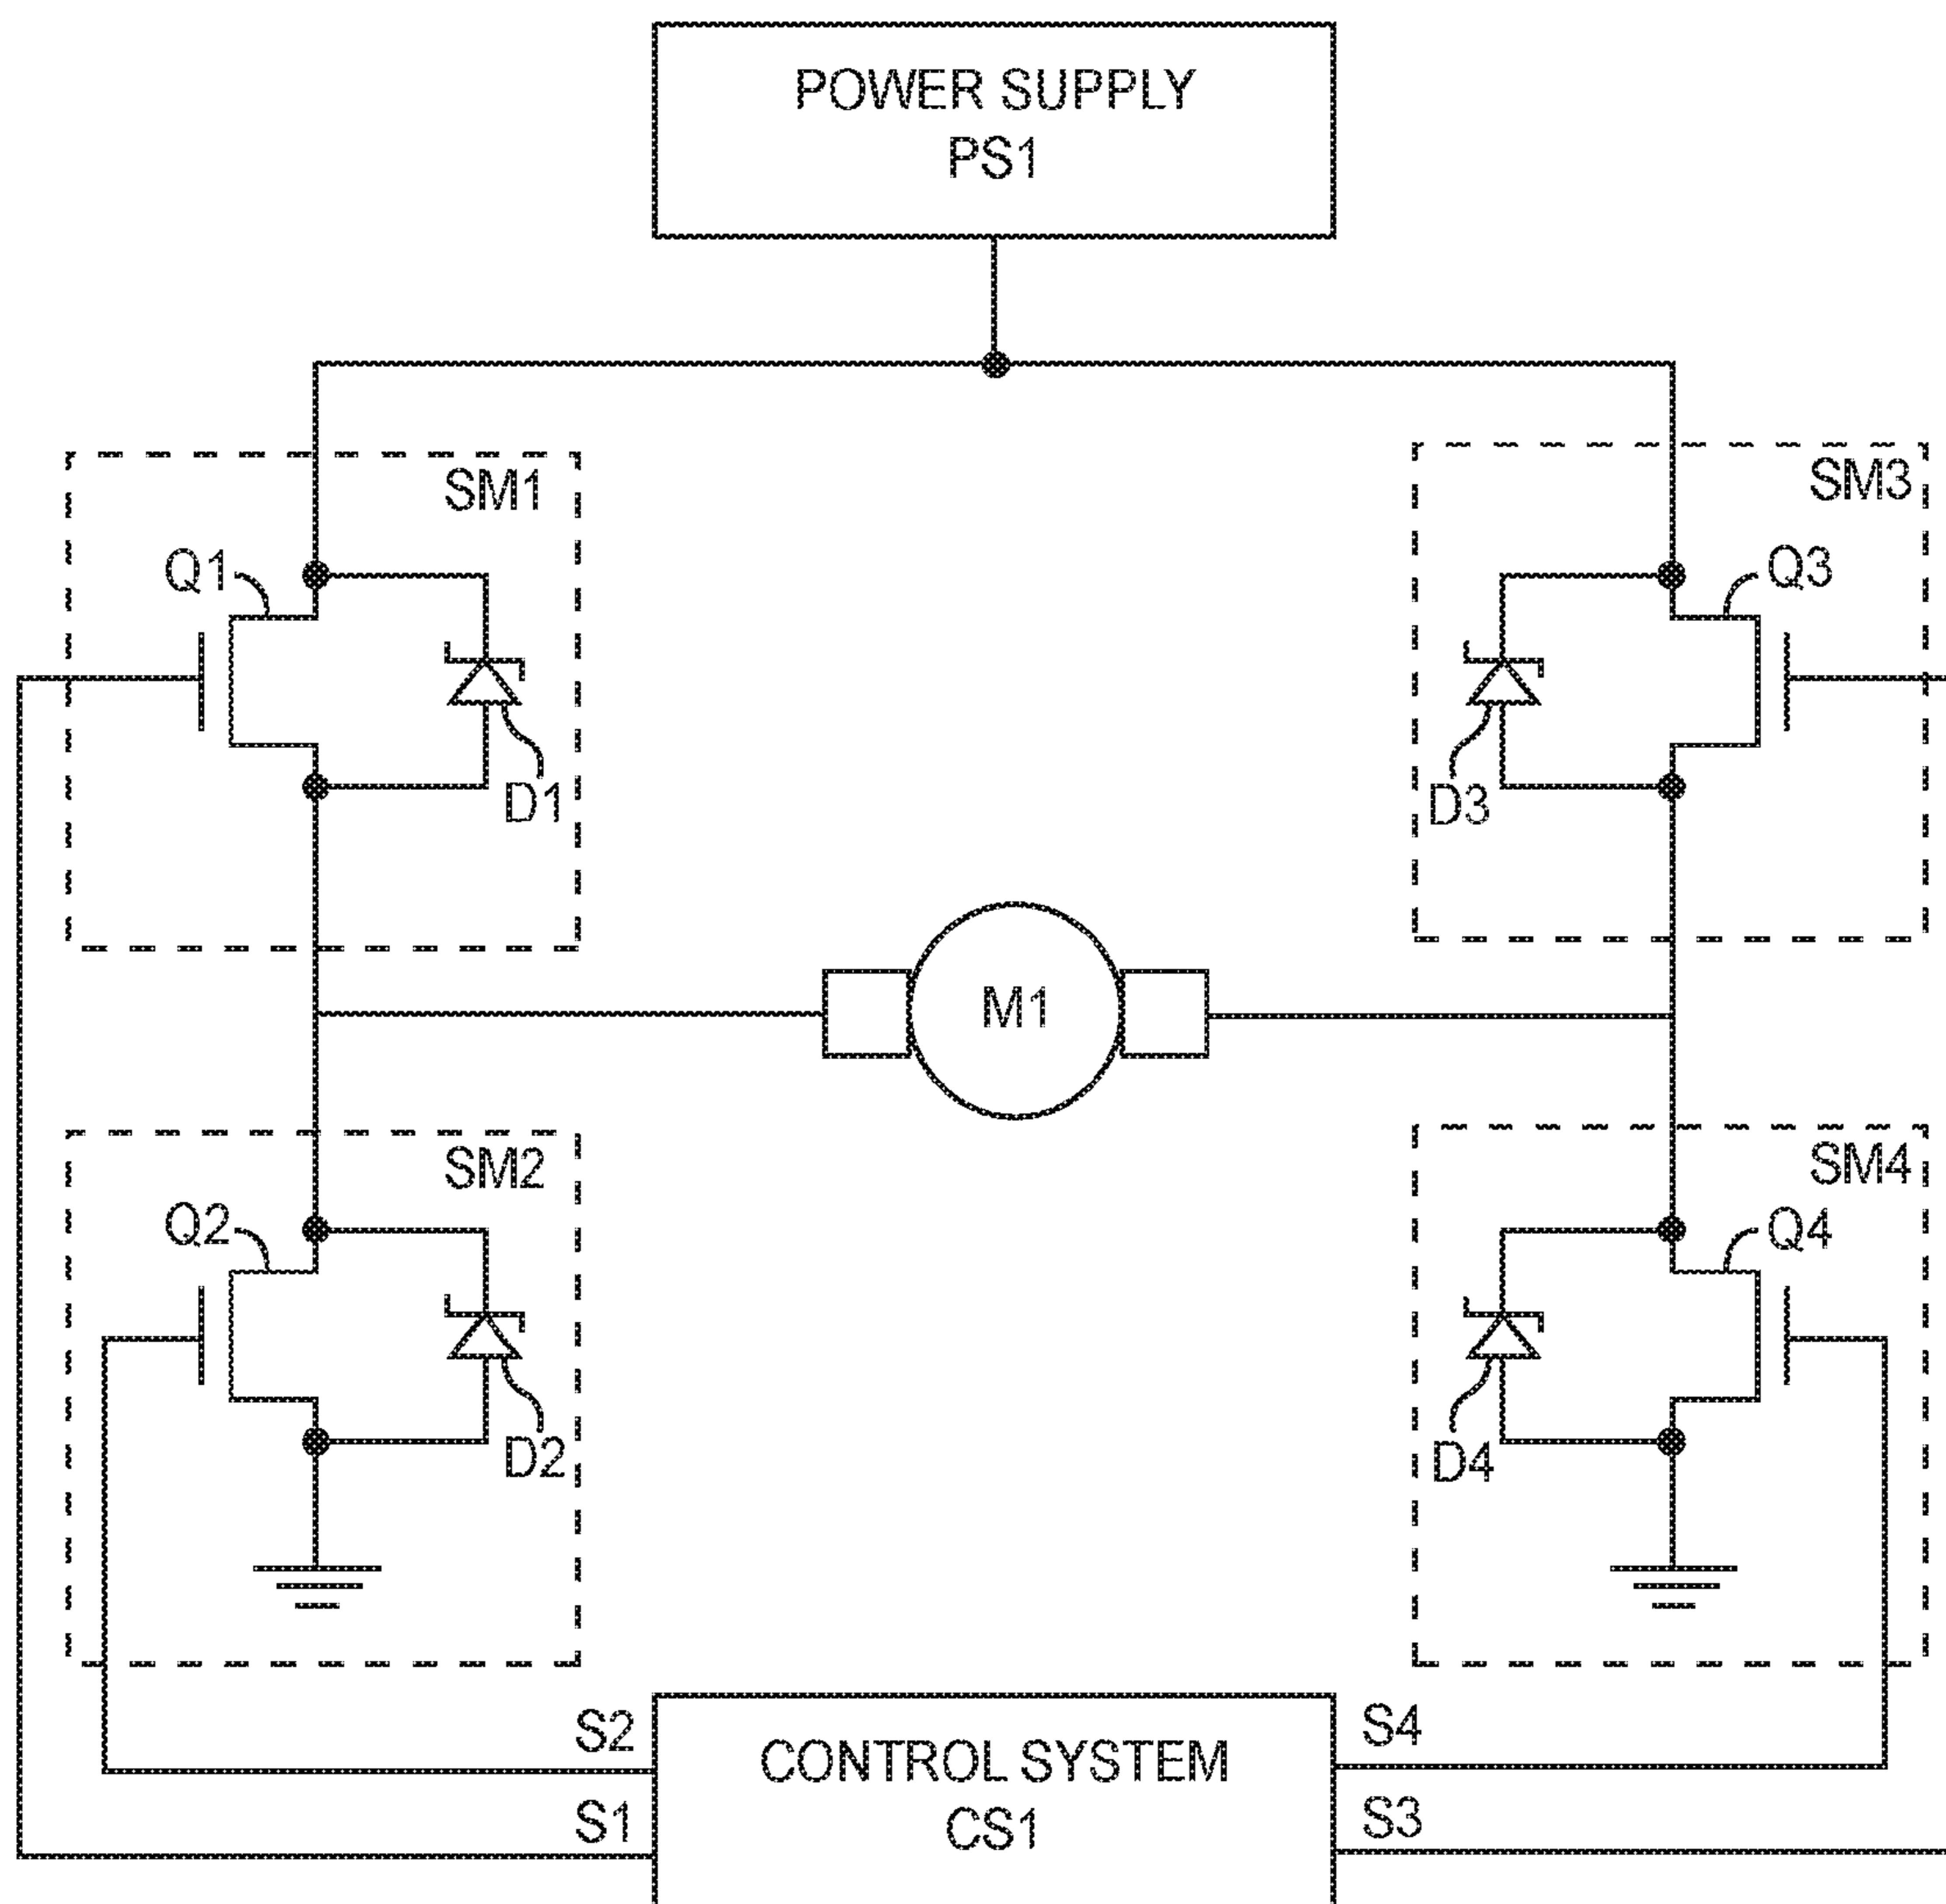 POWER SUPPLY
PS1
SM1
SM3
Q1
Q3
D1
D3
M1
SM2
SM4
Q2
Q4
D2
D4
S2
S4
CONTROL SYSTEM
CS1
S1
S3